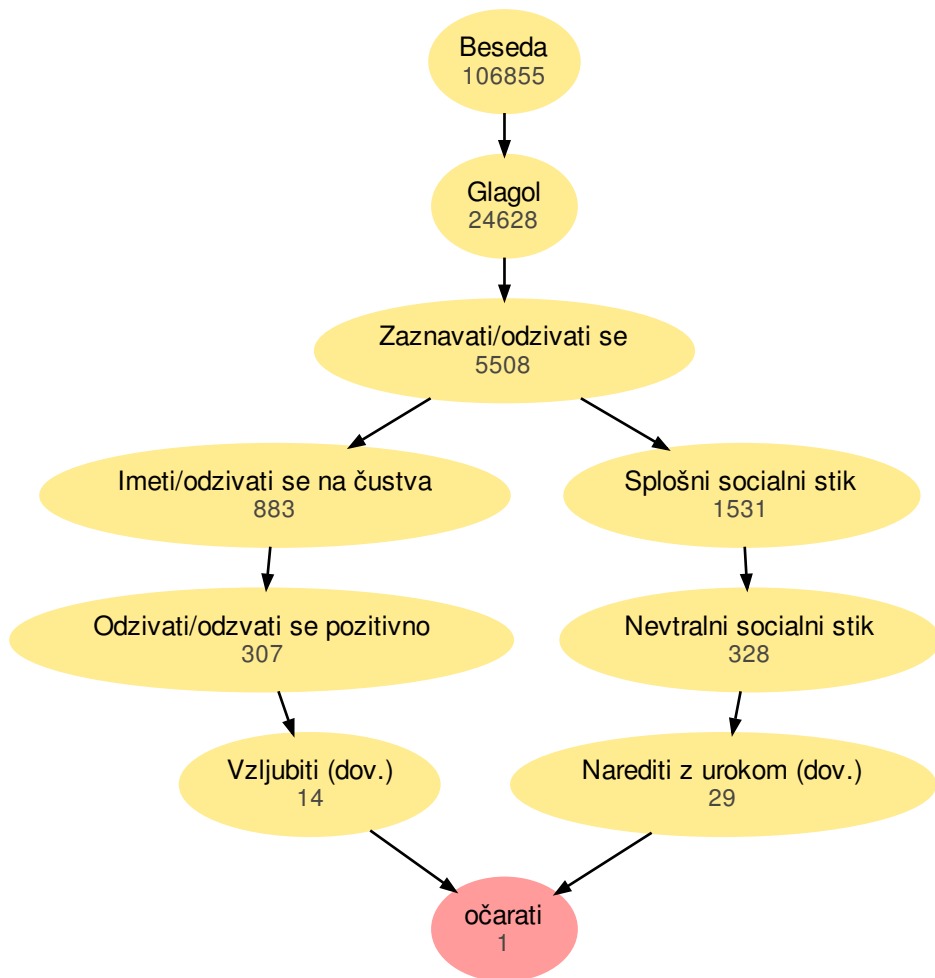 Beseda
106855
Glagol
24628
Zaznavati/odzivati se
5508
Imeti/odzivati se na čustva
883
Splošni socialni stik
1531
Odzivati/odzvati se pozitivno
307
Nevtralni socialni stik
328
Vzljubiti (dov.)
14
Narediti z urokom (dov.)
29
očarati
1